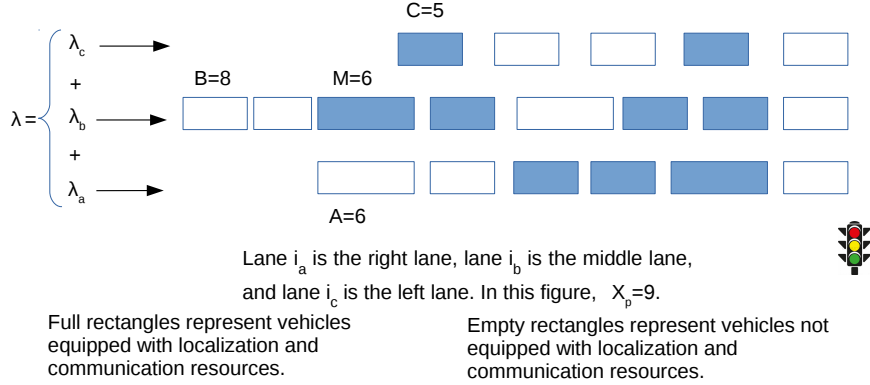 C=5
λc
+
B=8 M=6
λ= λb
+
λa
A=6
Lane ia is the right lane, lane ib is the middle lane,
and lane ic is the left lane. In this figure, Xp=9.
Full rectangles represent vehicles
equipped with localization and
communication resources.
Empty rectangles represent vehicles not
equipped with localization and
communication resources.